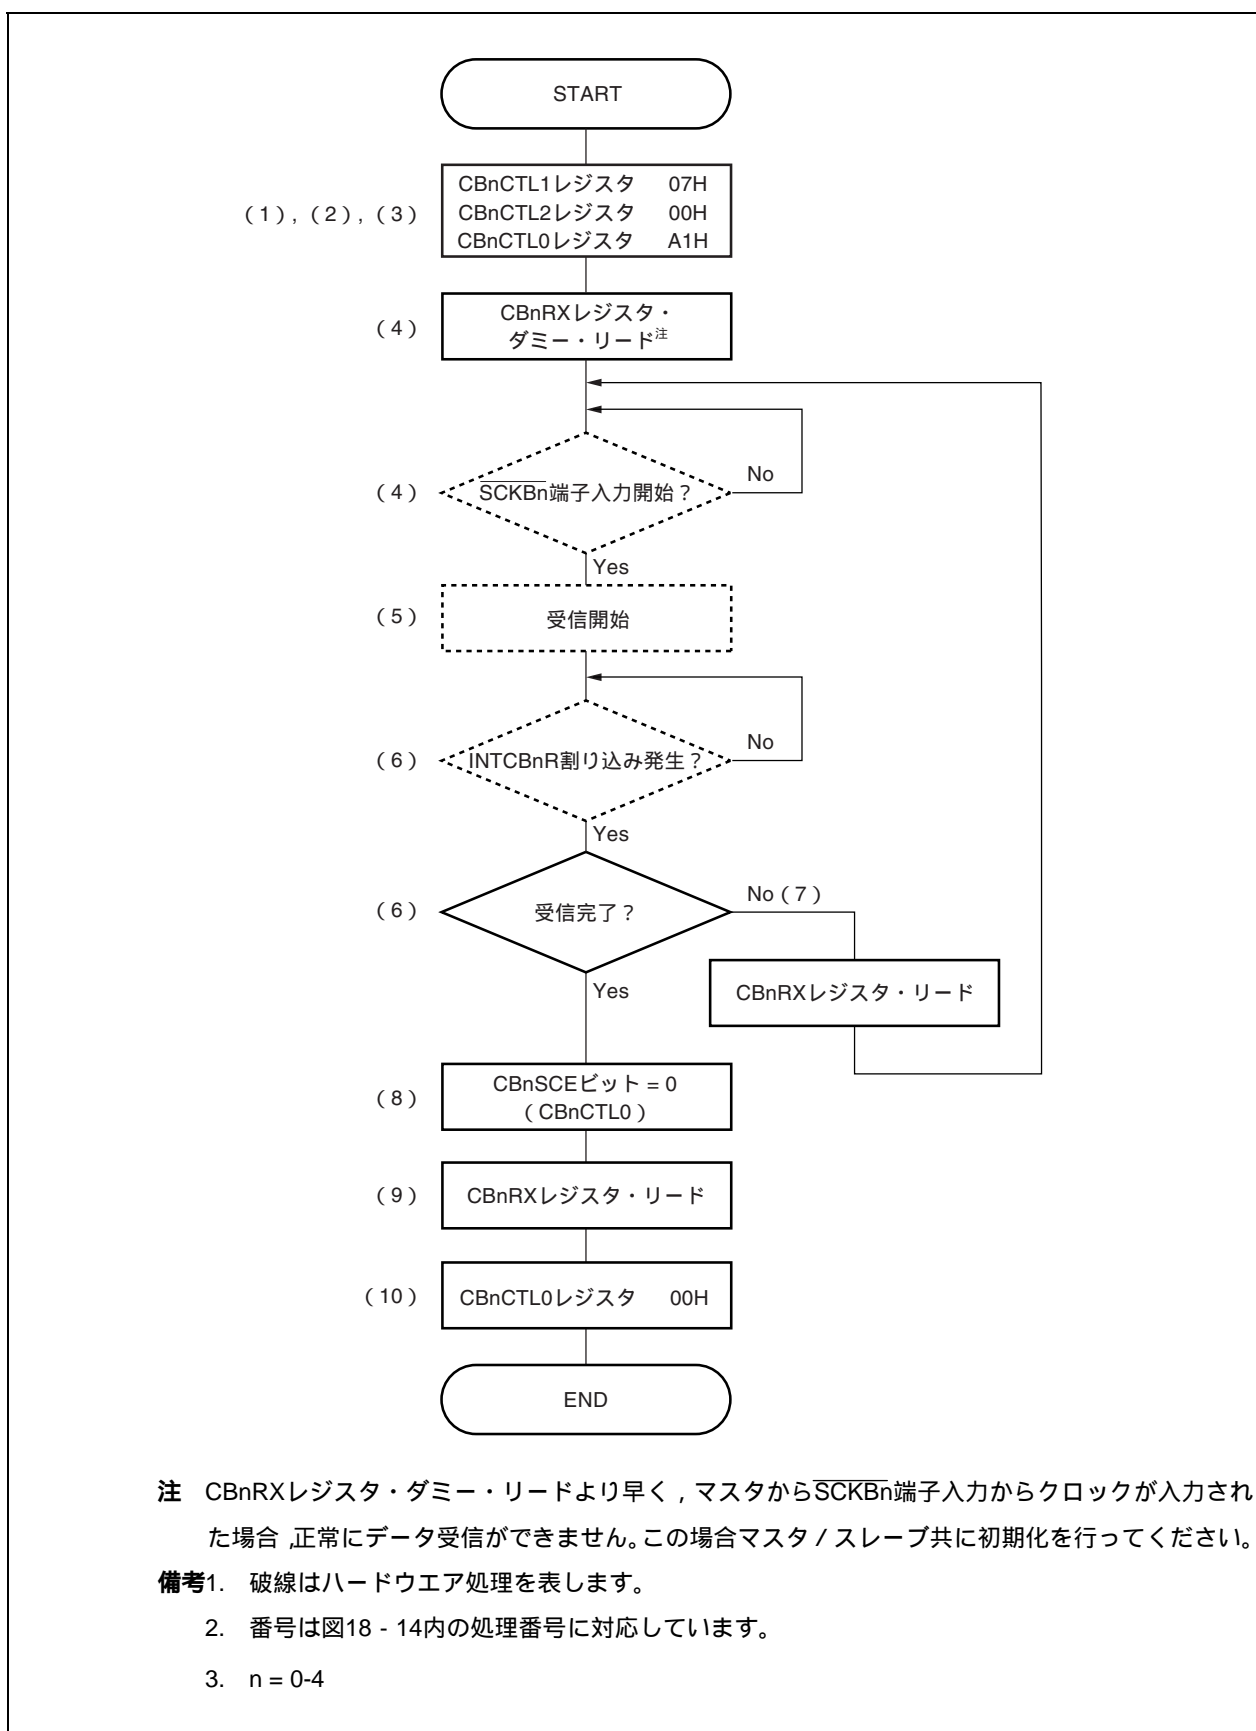 START
CBnCTL1レジスタ　07H
(1), (2), (3) CBnCTL2レジスタ　00H
CBnCTL0レジスタ　A1H
CBnRXレジスタ・
(4) ダミー・リード注
(4) SCKBn端子入力開始？ No
Yes
(5) 受信開始
(6) INTCBnR割り込み発生？ No
Yes
(6) 受信完了？ No (7)
Yes
CBnRXレジスタ・リード
(8) CBnSCEビット = 0
(CBnCTL0)
(9) CBnRXレジスタ・リード
(10) CBnCTL0レジスタ　00H
END
注 CBnRXレジスタ・ダミー・リードより早く，マスタからSCKBn端子入力からクロックが入力され
た場合，正常にデータ受信ができません。この場合マスタ／スレーブ共に初期化を行ってください。
備考1. 破線はハードウエア処理を表します。
2. 番号は図18 - 14内の処理番号に対応しています。
3. n = 0-4